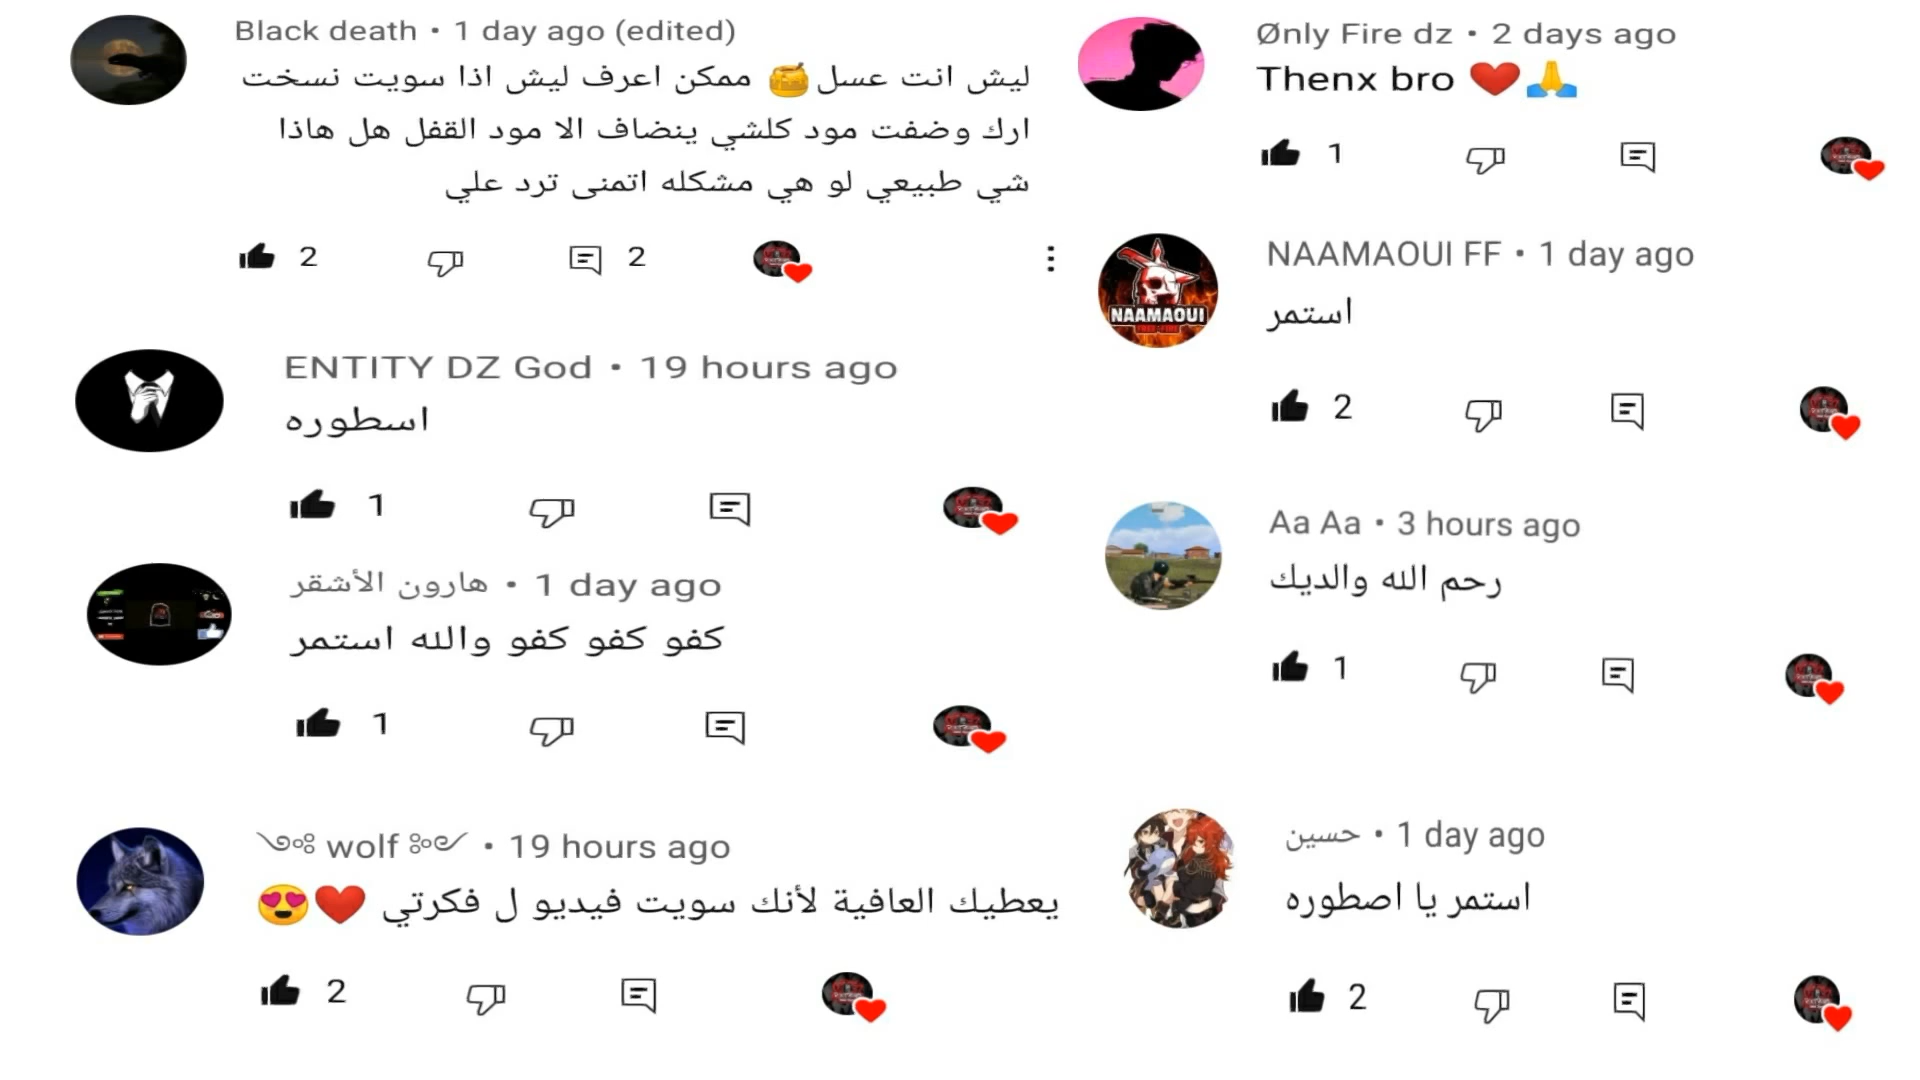 Black death • 1 day ago (edited)
ليش انت عسل🍯 ممكن اعرف ليش اذا سويت نسخت
ارك وضفت مود كلشي ينضاف الا مود القفل هل هاذا
شي طبيعي لو هي مشكله اتمنى ترد علي
2
2
ENTITY DZ God • 19 hours ago
اسطوره
1
هارون الأشقر • 1 day ago
كفو كفو كفو والله استمر
1
༺ wolf ༻ • 19 hours ago
يعطيك العافية لأنك سويت فيديو ل فكرتي ❤️😍
2
Ønly Fire dz • 2 days ago
Thenx bro ❤️🙏
1
NAAMAOUI FF • 1 day ago
NAAMAOUI
FREE FIRE
استمر
2
Aa Aa • 3 hours ago
رحم الله والديك
1
حسين • 1 day ago
استمر يا اصطوره
2